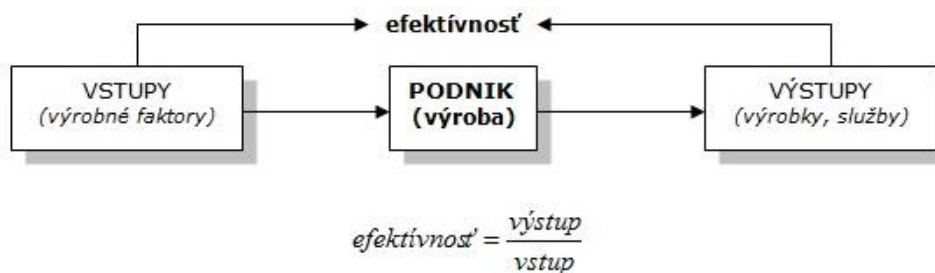 efektívnosť
VSTUPY
(výrobné faktory)
PODNIK
(výroba)
VÝSTUPY
(výrobky, služby)
efektívnosť = výstup
vstup